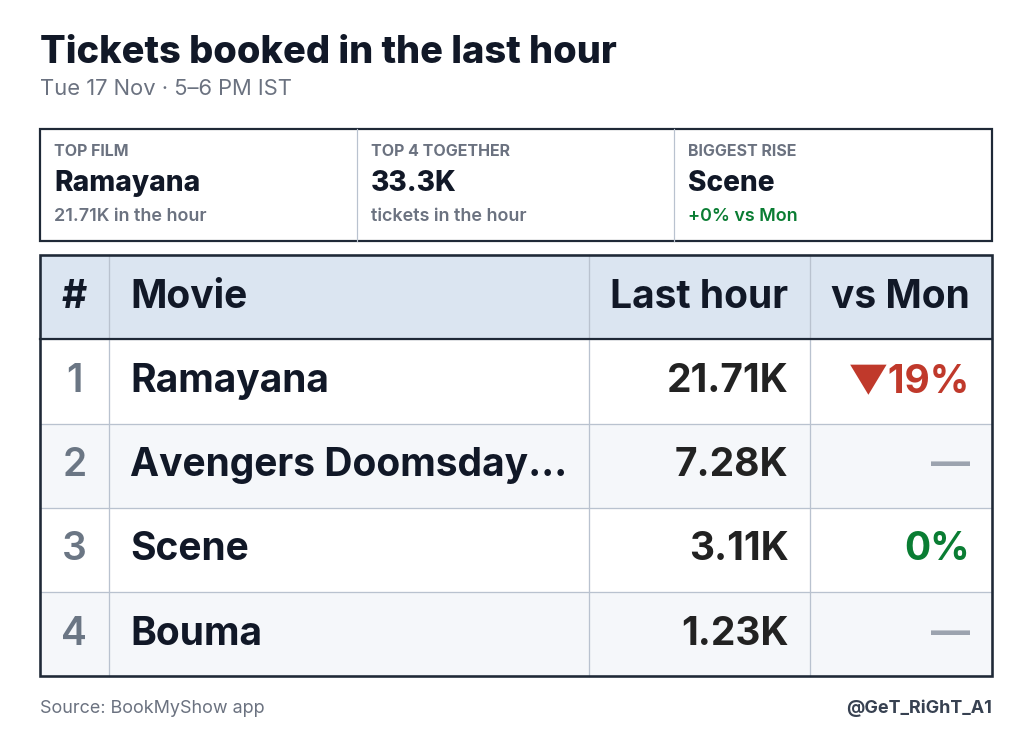 Tickets booked in the last hour
Tue 17 Nov · 5–6 PM IST
TOP FILM
Ramayana
21.71K in the hour
TOP 4 TOGETHER
33.3K
tickets in the hour
BIGGEST RISE
Scene
+0% vs Mon
# Movie Last hour vs Mon
1 Ramayana 21.71K ▼19%
2 Avengers Doomsday... 7.28K —
3 Scene 3.11K 0%
4 Bouma 1.23K —
Source: BookMyShow app
@GeT_RiGhT_A1